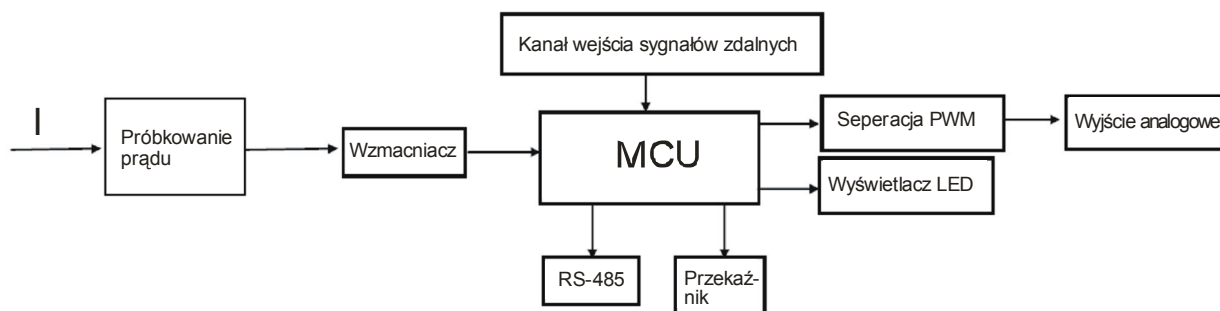 Kanał wejścia sygnałów zdalnych
I
Próbkowanie
prądu
Wzmacniacz
MCU
Seperacja PWM
Wyjście analogowe
Wyświetlacz LED
RS-485
Przekaź-
nik